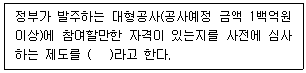 정부가 발주하는 대형공사(공사예정 금액 1백억원
이상)에 참여할만한 자격이 있는지를 사전에 심사
하는 제도를 (  )라고 한다.